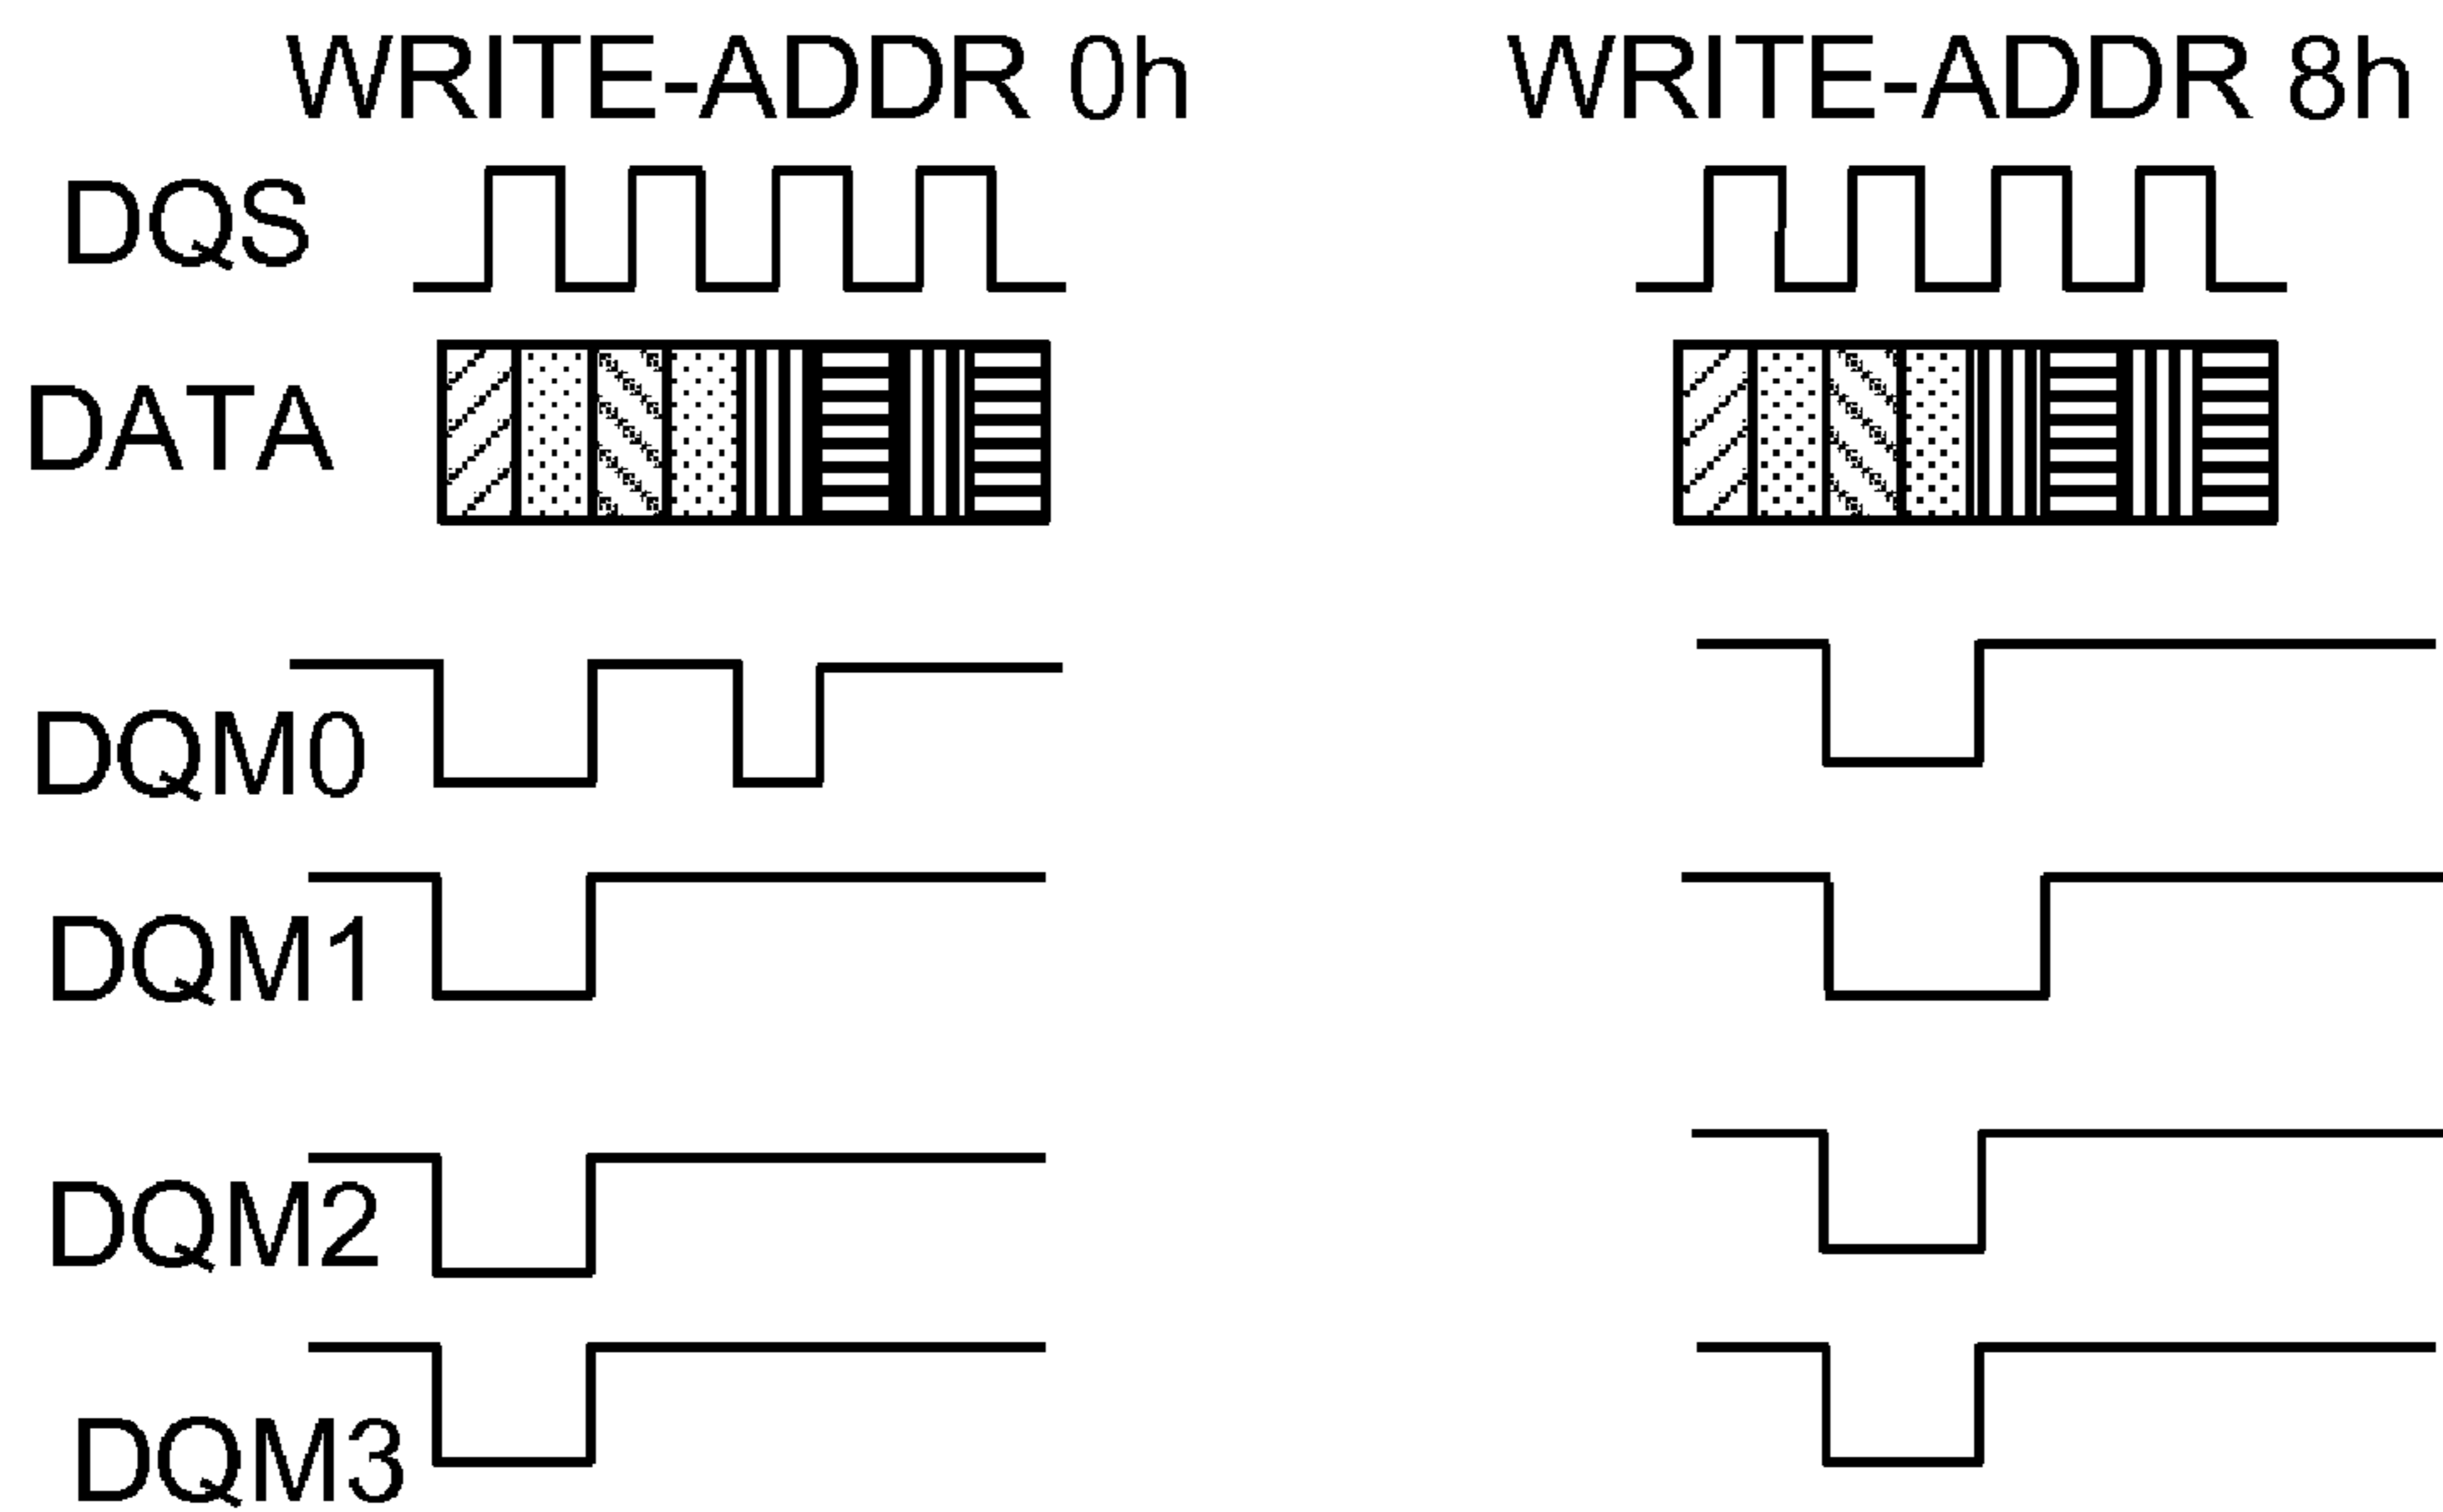 WRITE-ADDR 0h
WRITE-ADDR 8h
DQS
DATA
DQM0
DQM1
DQM2
DQM3